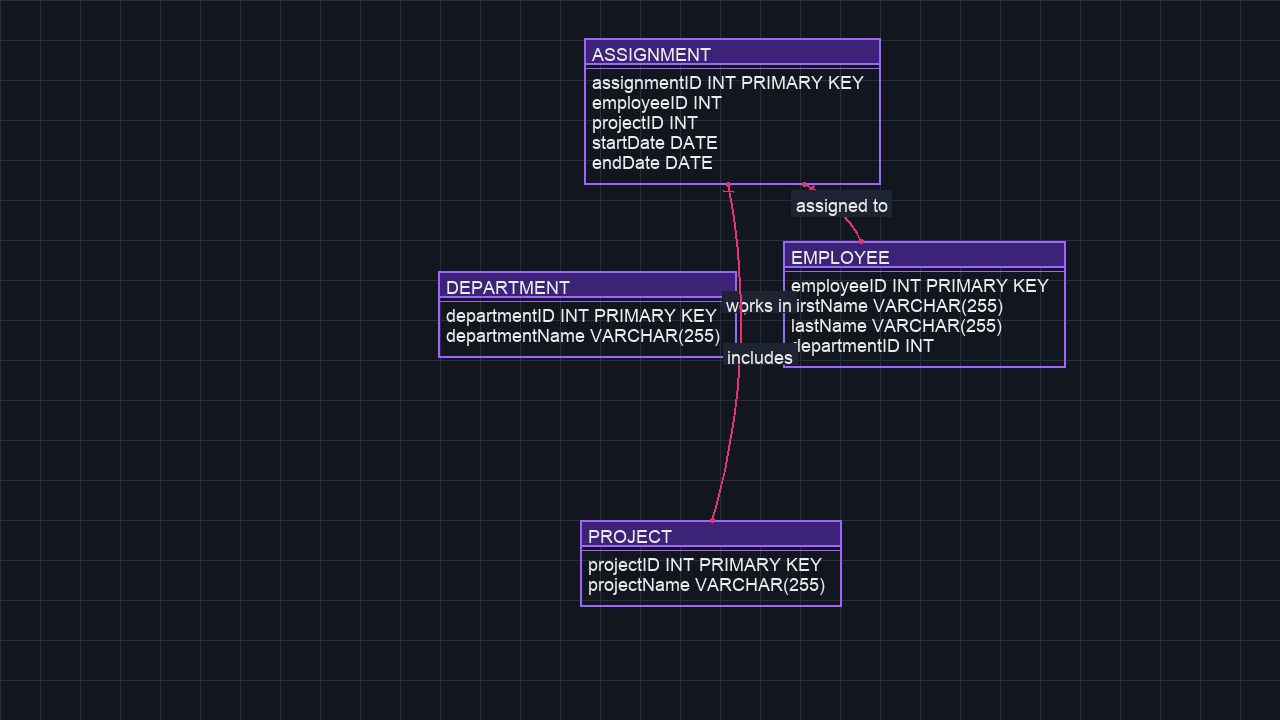 ASSIGNMENT
assignmentID INT PRIMARY KEY
employeeID INT
projectID INT
startDate DATE
endDate DATE
assigned to
EMPLOYEE
employeeID INT PRIMARY KEY
irstName VARCHAR(255)
lastName VARCHAR(255)
departmentID INT
DEPARTMENT
departmentID INT PRIMARY KEY
departmentName VARCHAR(255)
works in
includes
PROJECT
projectID INT PRIMARY KEY
projectName VARCHAR(255)